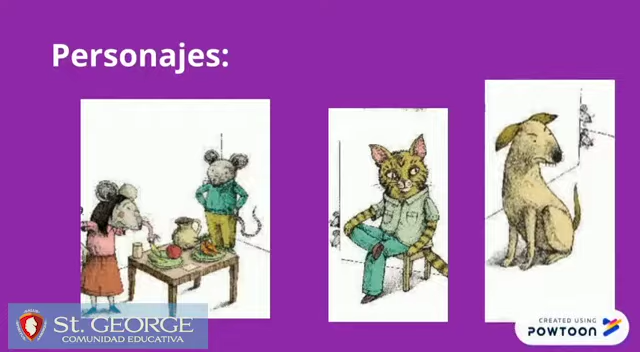 Personajes:
St. GEORGE
COMUNIDAD EDUCATIVA
CREATED USING
POWTOON